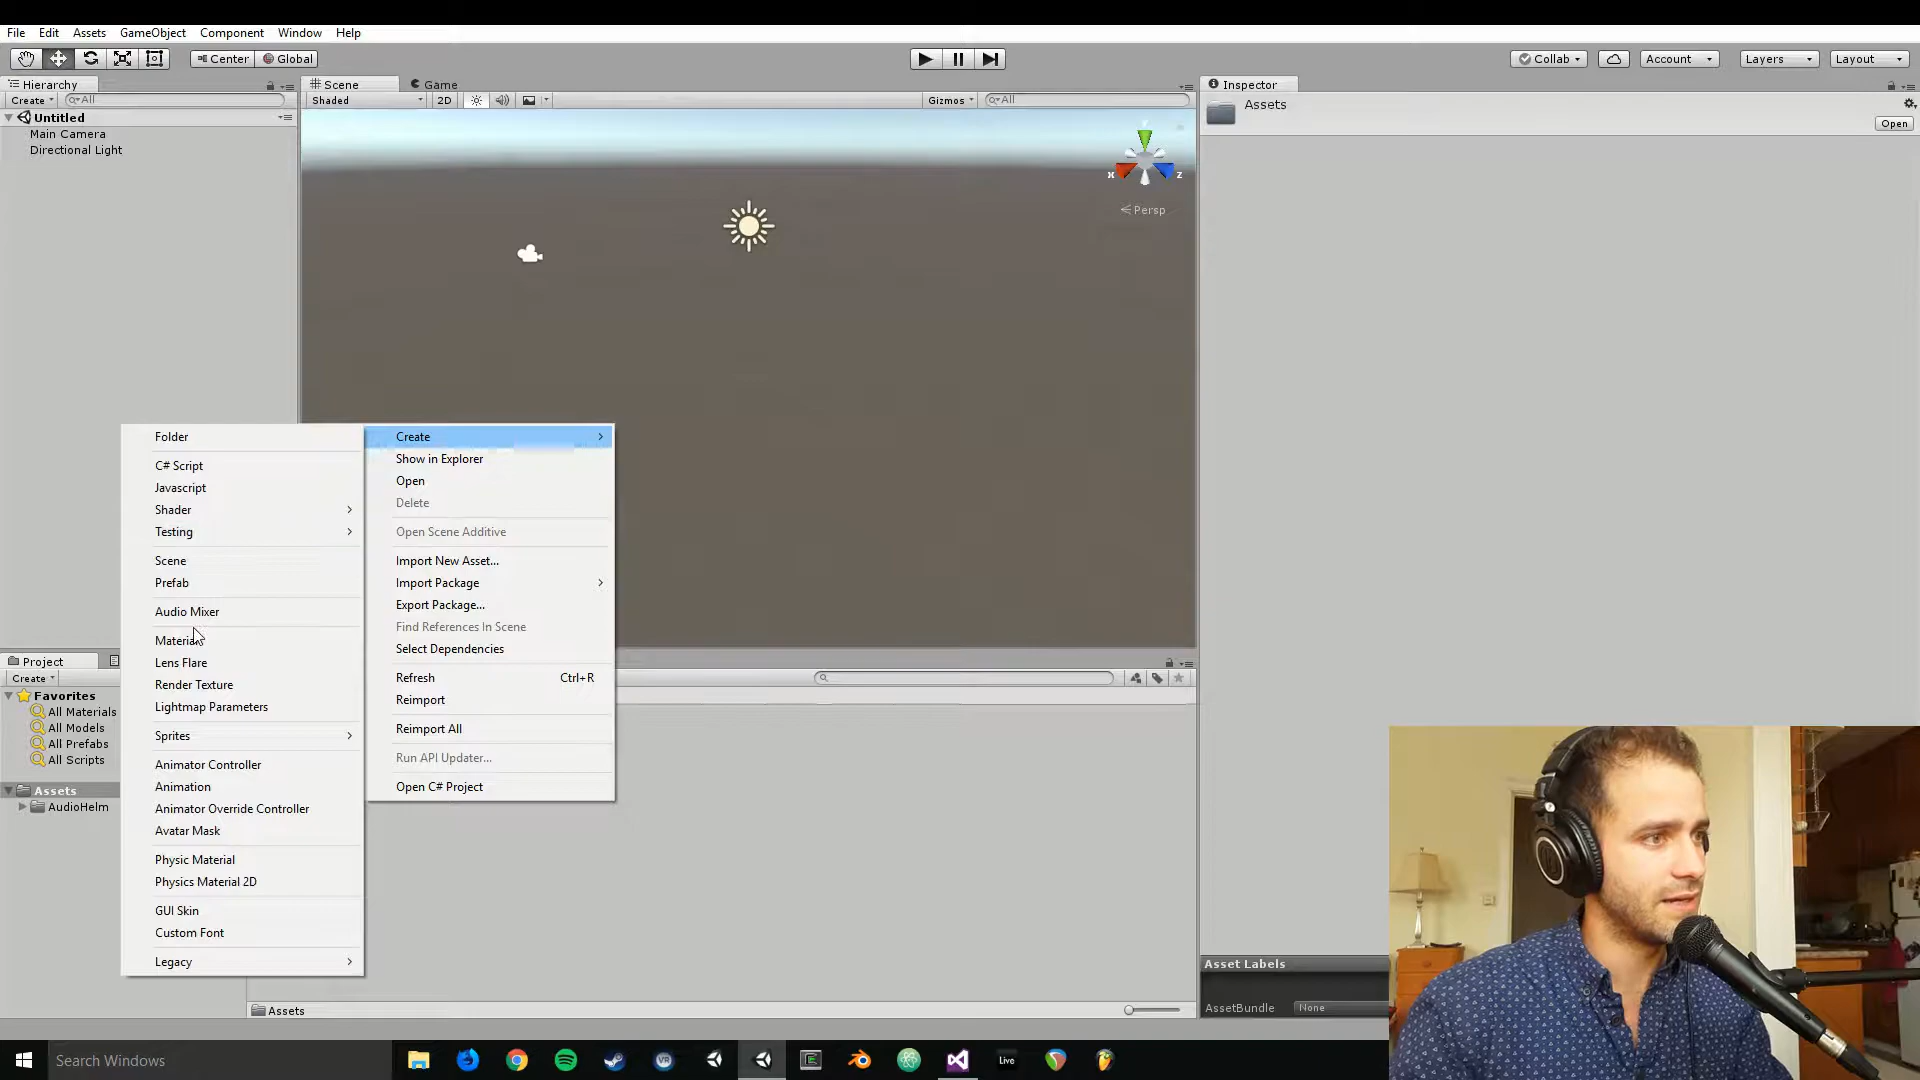 File Edit Assets GameObject Component Window Help
Center Global Collab Account Layers Layout
Hierarchy Scene Game Inspector
Create All Shaded 2D Gizmos All Assets
Open
Untitled
Main Camera
Directional Light
Y
X Z
Persp
Folder
C# Script
Javascript
Shader
Testing
Scene
Prefab
Audio Mixer
Material
Lens Flare
Render Texture
Lightmap Parameters
Sprites
Animator Controller
Animation
Animator Override Controller
Avatar Mask
Physic Material
Physics Material 2D
GUI Skin
Custom Font
Legacy
Create
Show in Explorer
Open
Delete
Open Scene Additive
Import New Asset...
Import Package
Export Package...
Find References In Scene
Select Dependencies
Refresh Ctrl+R
Reimport
Reimport All
Run API Updater...
Open C# Project
Project
Create
Favorites
All Materials
All Models
All Prefabs
All Scripts
Assets
AudioHelm
Assets
Asset Labels
AssetBundle None
Search Windows
VR
Live